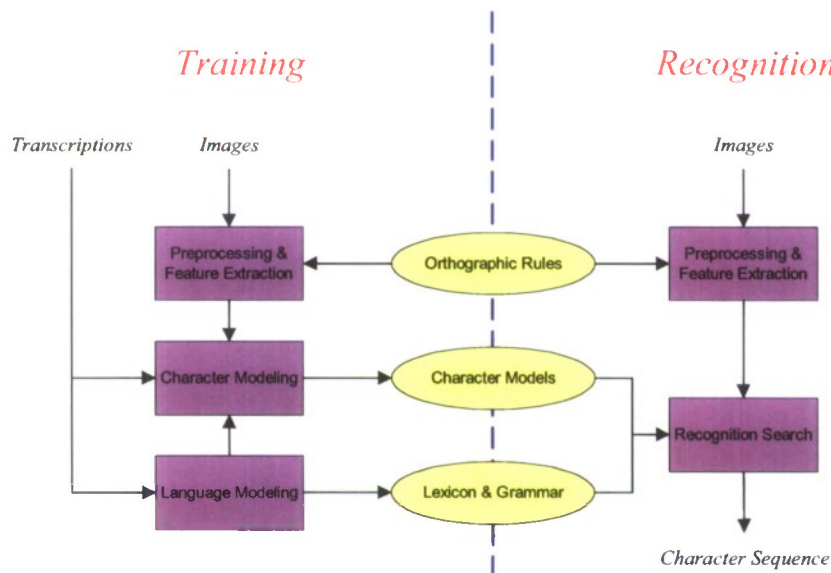 Training
Recognition
Transcriptions
Images
Images
Preprocessing &
Feature Extraction
Orthographic Rules
Preprocessing &
Feature Extraction
Character Modeling
Character Models
Recognition Search
Language Modeling
Lexicon & Grammar
Character Sequence